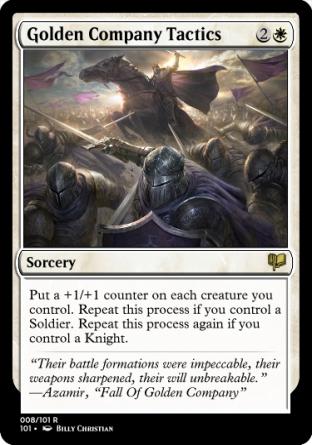 Golden Company Tactics 2
Sorcery
Put a +1/+1 counter on each creature you
control. Repeat this process if you control a
Soldier. Repeat this process again if you
control a Knight.
“Their battle formations were impeccable, their
weapons sharpened, their will unbreakable.”
—Azamir, “Fall Of Golden Company”
008/101 R
101 • Billy Christian